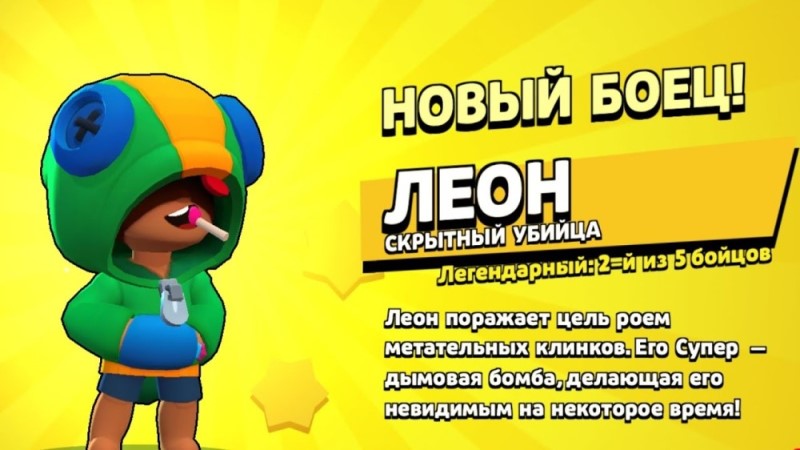 НОВЫЙ БОЕЦ!
ЛЕОН
СКРЫТНЫЙ УБИЙЦА
Легендарный: 2-й из 5 бойцов
Леон поражает цель роем
метательных клинков. Его Супер –
дымовая бомба, делающая его
невидимым на некоторое время!